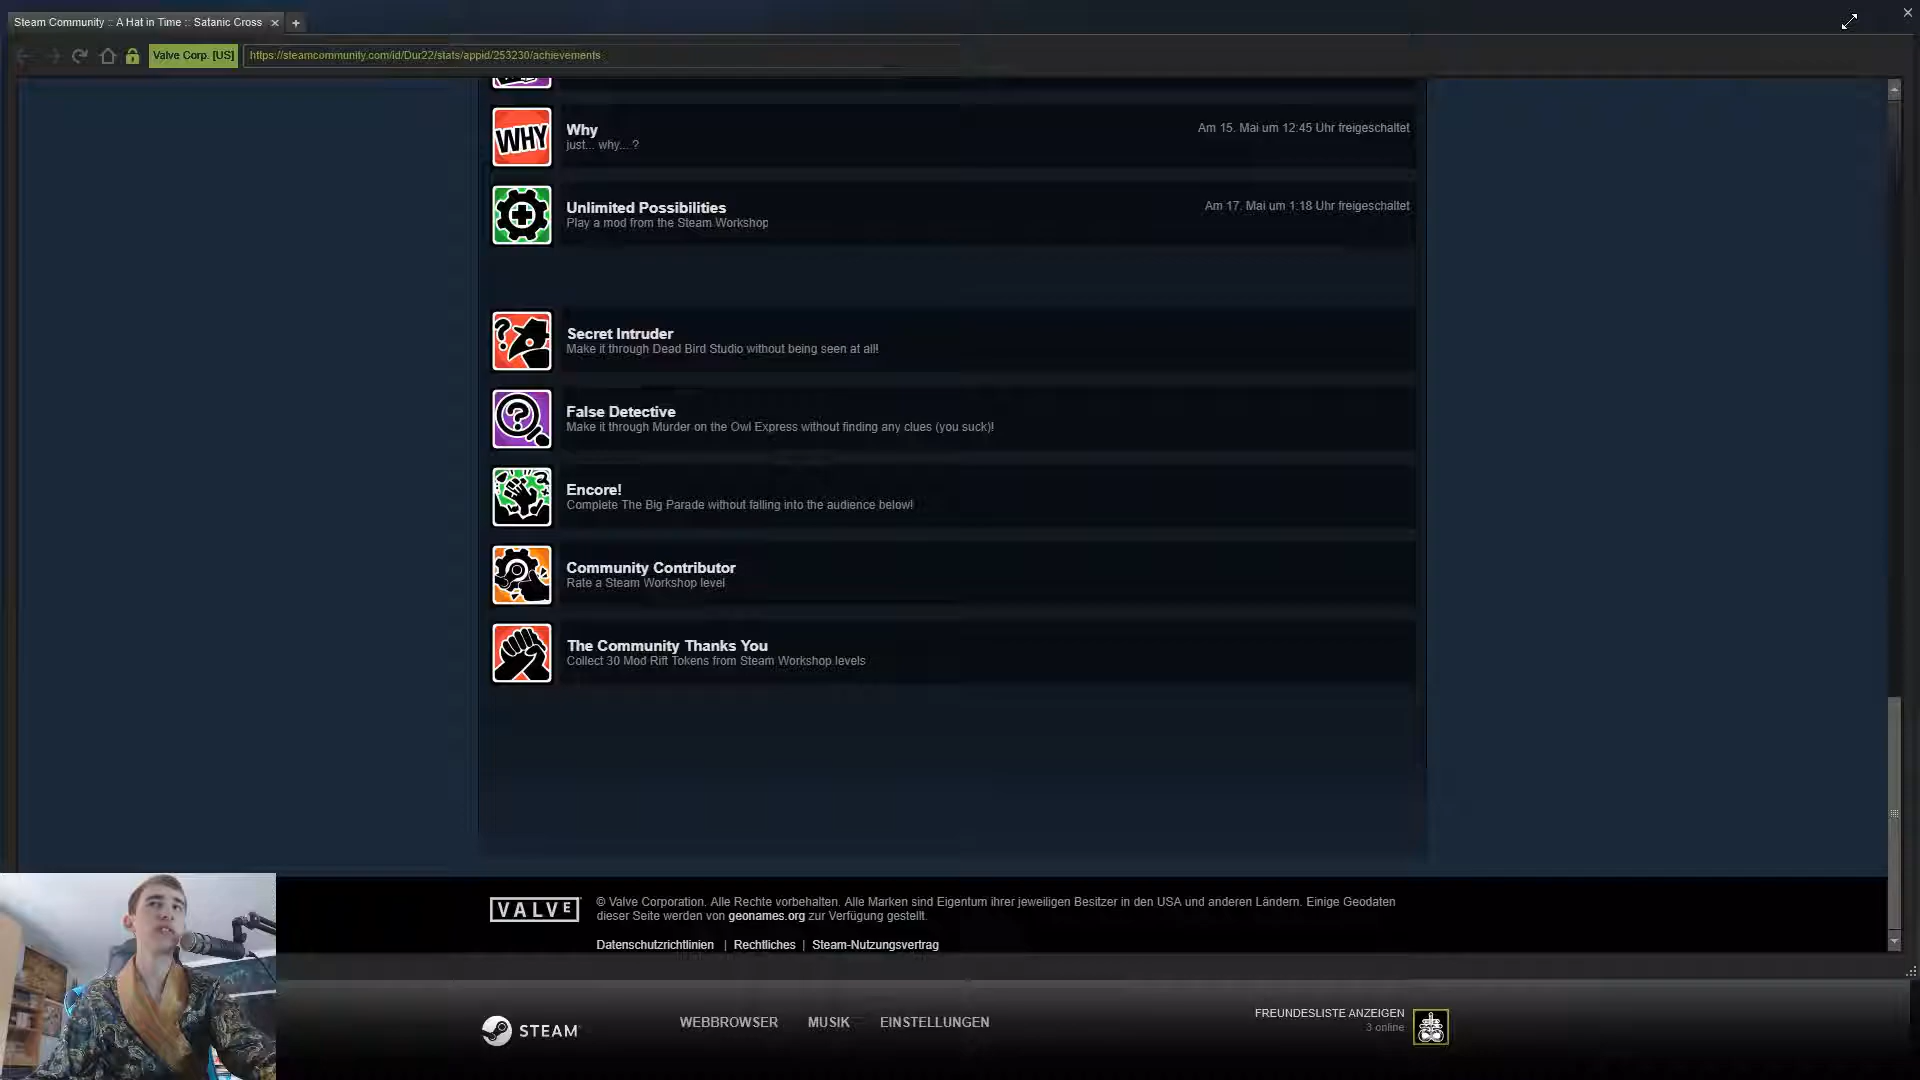 Steam Community :: A Hat in Time :: Satanic Cross
Valve Corp. [US]
https://steamcommunity.com/id/Dur22/stats/appid/253230/achievements
WHY
Why
Am 15. Mai um 12:45 Uhr freigeschaltet
just... why... ?
Unlimited Possibilities
Am 17. Mai um 1:18 Uhr freigeschaltet
Play a mod from the Steam Workshop
Secret Intruder
Make it through Dead Bird Studio without being seen at all!
False Detective
Make it through Murder on the Owl Express without finding any clues (you suck)!
Encore!
Complete The Big Parade without falling into the audience below!
Community Contributor
Rate a Steam Workshop level
The Community Thanks You
Collect 30 Mod Rift Tokens from Steam Workshop levels
VALVE
© Valve Corporation. Alle Rechte vorbehalten. Alle Marken sind Eigentum ihrer jeweiligen Besitzer in den USA und anderen Ländern. Einige Geodaten
dieser Seite werden von geonames.org zur Verfügung gestellt.
Datenschutzrichtlinien | Rechtliches | Steam-Nutzungsvertrag
STEAM
WEBBROWSER MUSIK EINSTELLUNGEN
FREUNDESLISTE ANZEIGEN
3 online